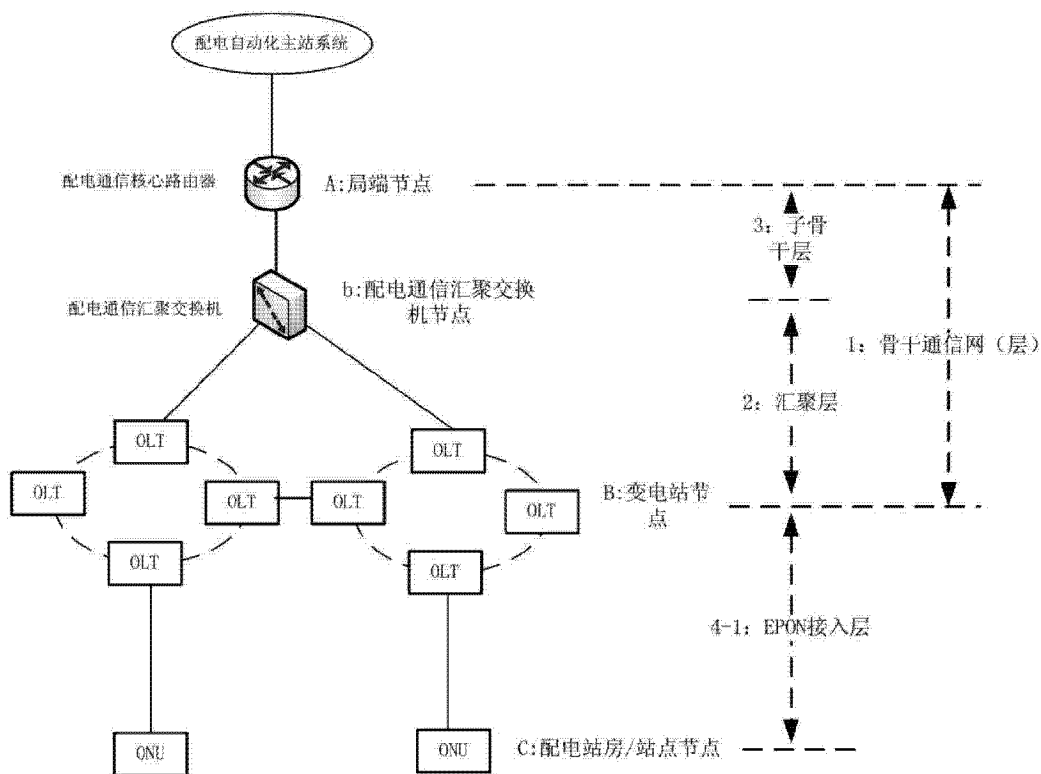 配电自动化主站系统
配电通信核心路由器
A:局端节点
3：子骨
干层
配电通信汇聚交换机
b:配电通信汇聚交换
机节点
1：骨干通信网（层）
2：汇聚层
OLT
OLT
OLT
OLT
OLT
OLT
B:变电站节
点
OLT
OLT
4-1：EPON接入层
ONU
ONU
C:配电站房/站点节点